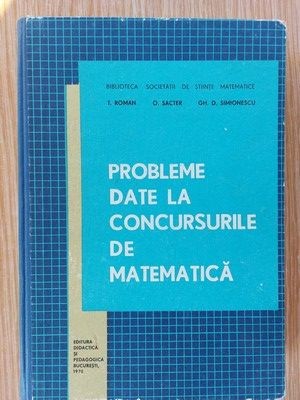 BIBLIOTECA SOCIETĂȚII DE ȘTIINȚE MATEMATICE
T. ROMAN O. SACTER GH. D. SIMIONESCU
PROBLEME
DATE LA
CONCURSURILE
DE
MATEMATICĂ
EDITURA
DIDACTICĂ
ȘI
PEDAGOGICĂ
BUCUREȘTI,
1970